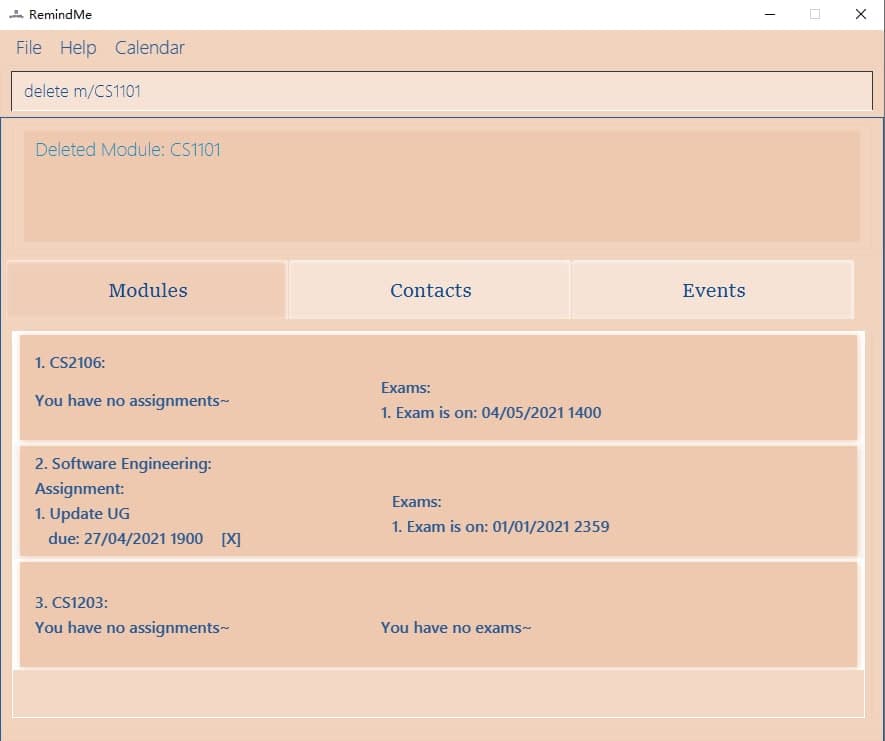 RemindMe
File Help Calendar
delete m/CS1101
Deleted Module: CS1101
Modules Contacts Events
1. CS2106:
You have no assignments~
Exams:
1. Exam is on: 04/05/2021 1400
2. Software Engineering:
Assignment:
1. Update UG
due: 27/04/2021 1900 [X]
Exams:
1. Exam is on: 01/01/2021 2359
3. CS1203:
You have no assignments~
You have no exams~